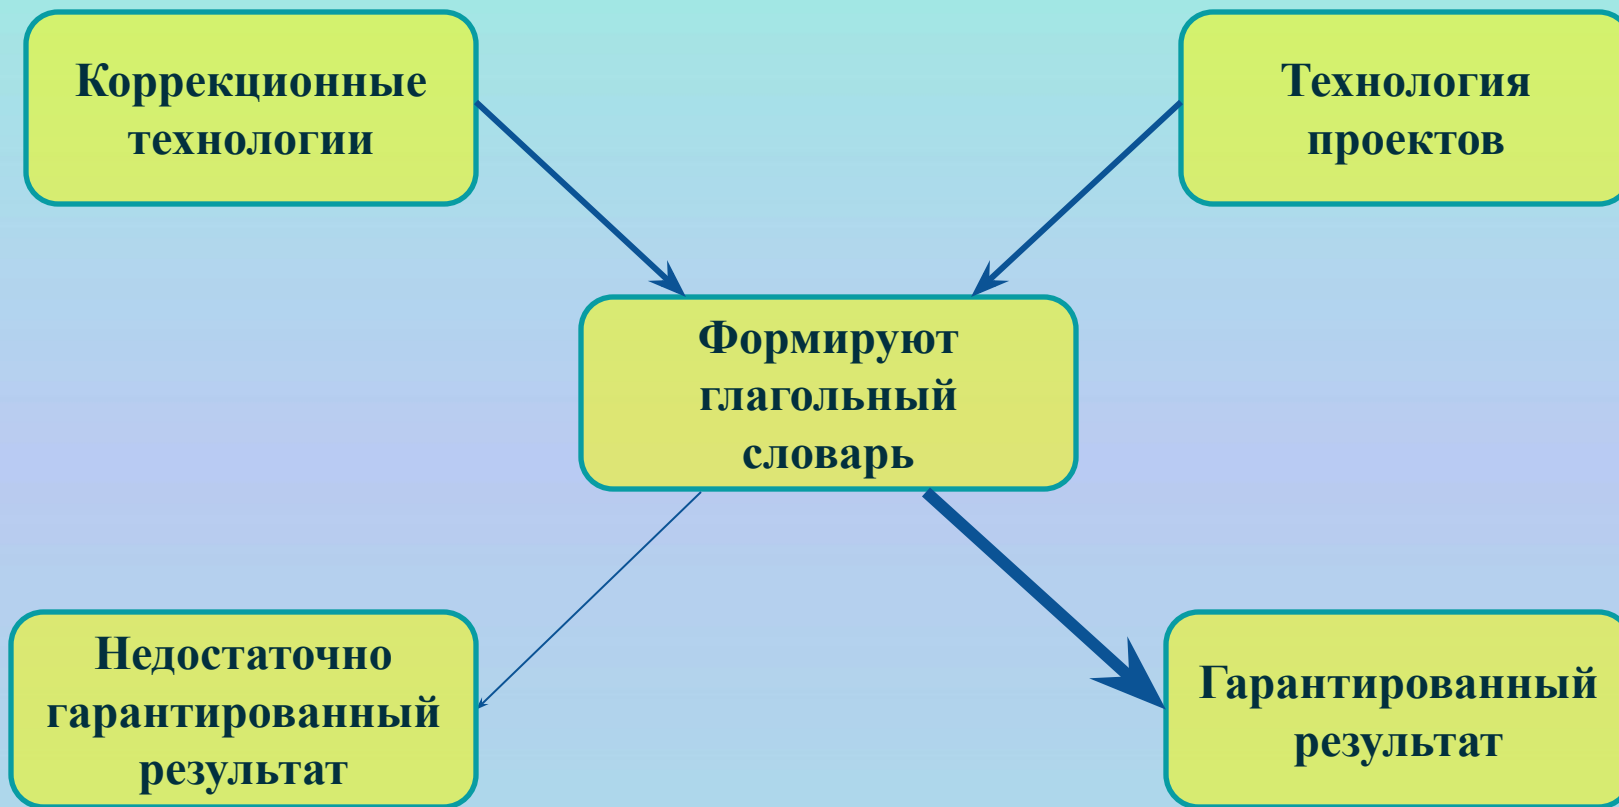 Коррекционные
технологии
Технология
проектов
Формируют
глагольный
словарь
Недостаточно
гарантированный
результат
Гарантированный
результат